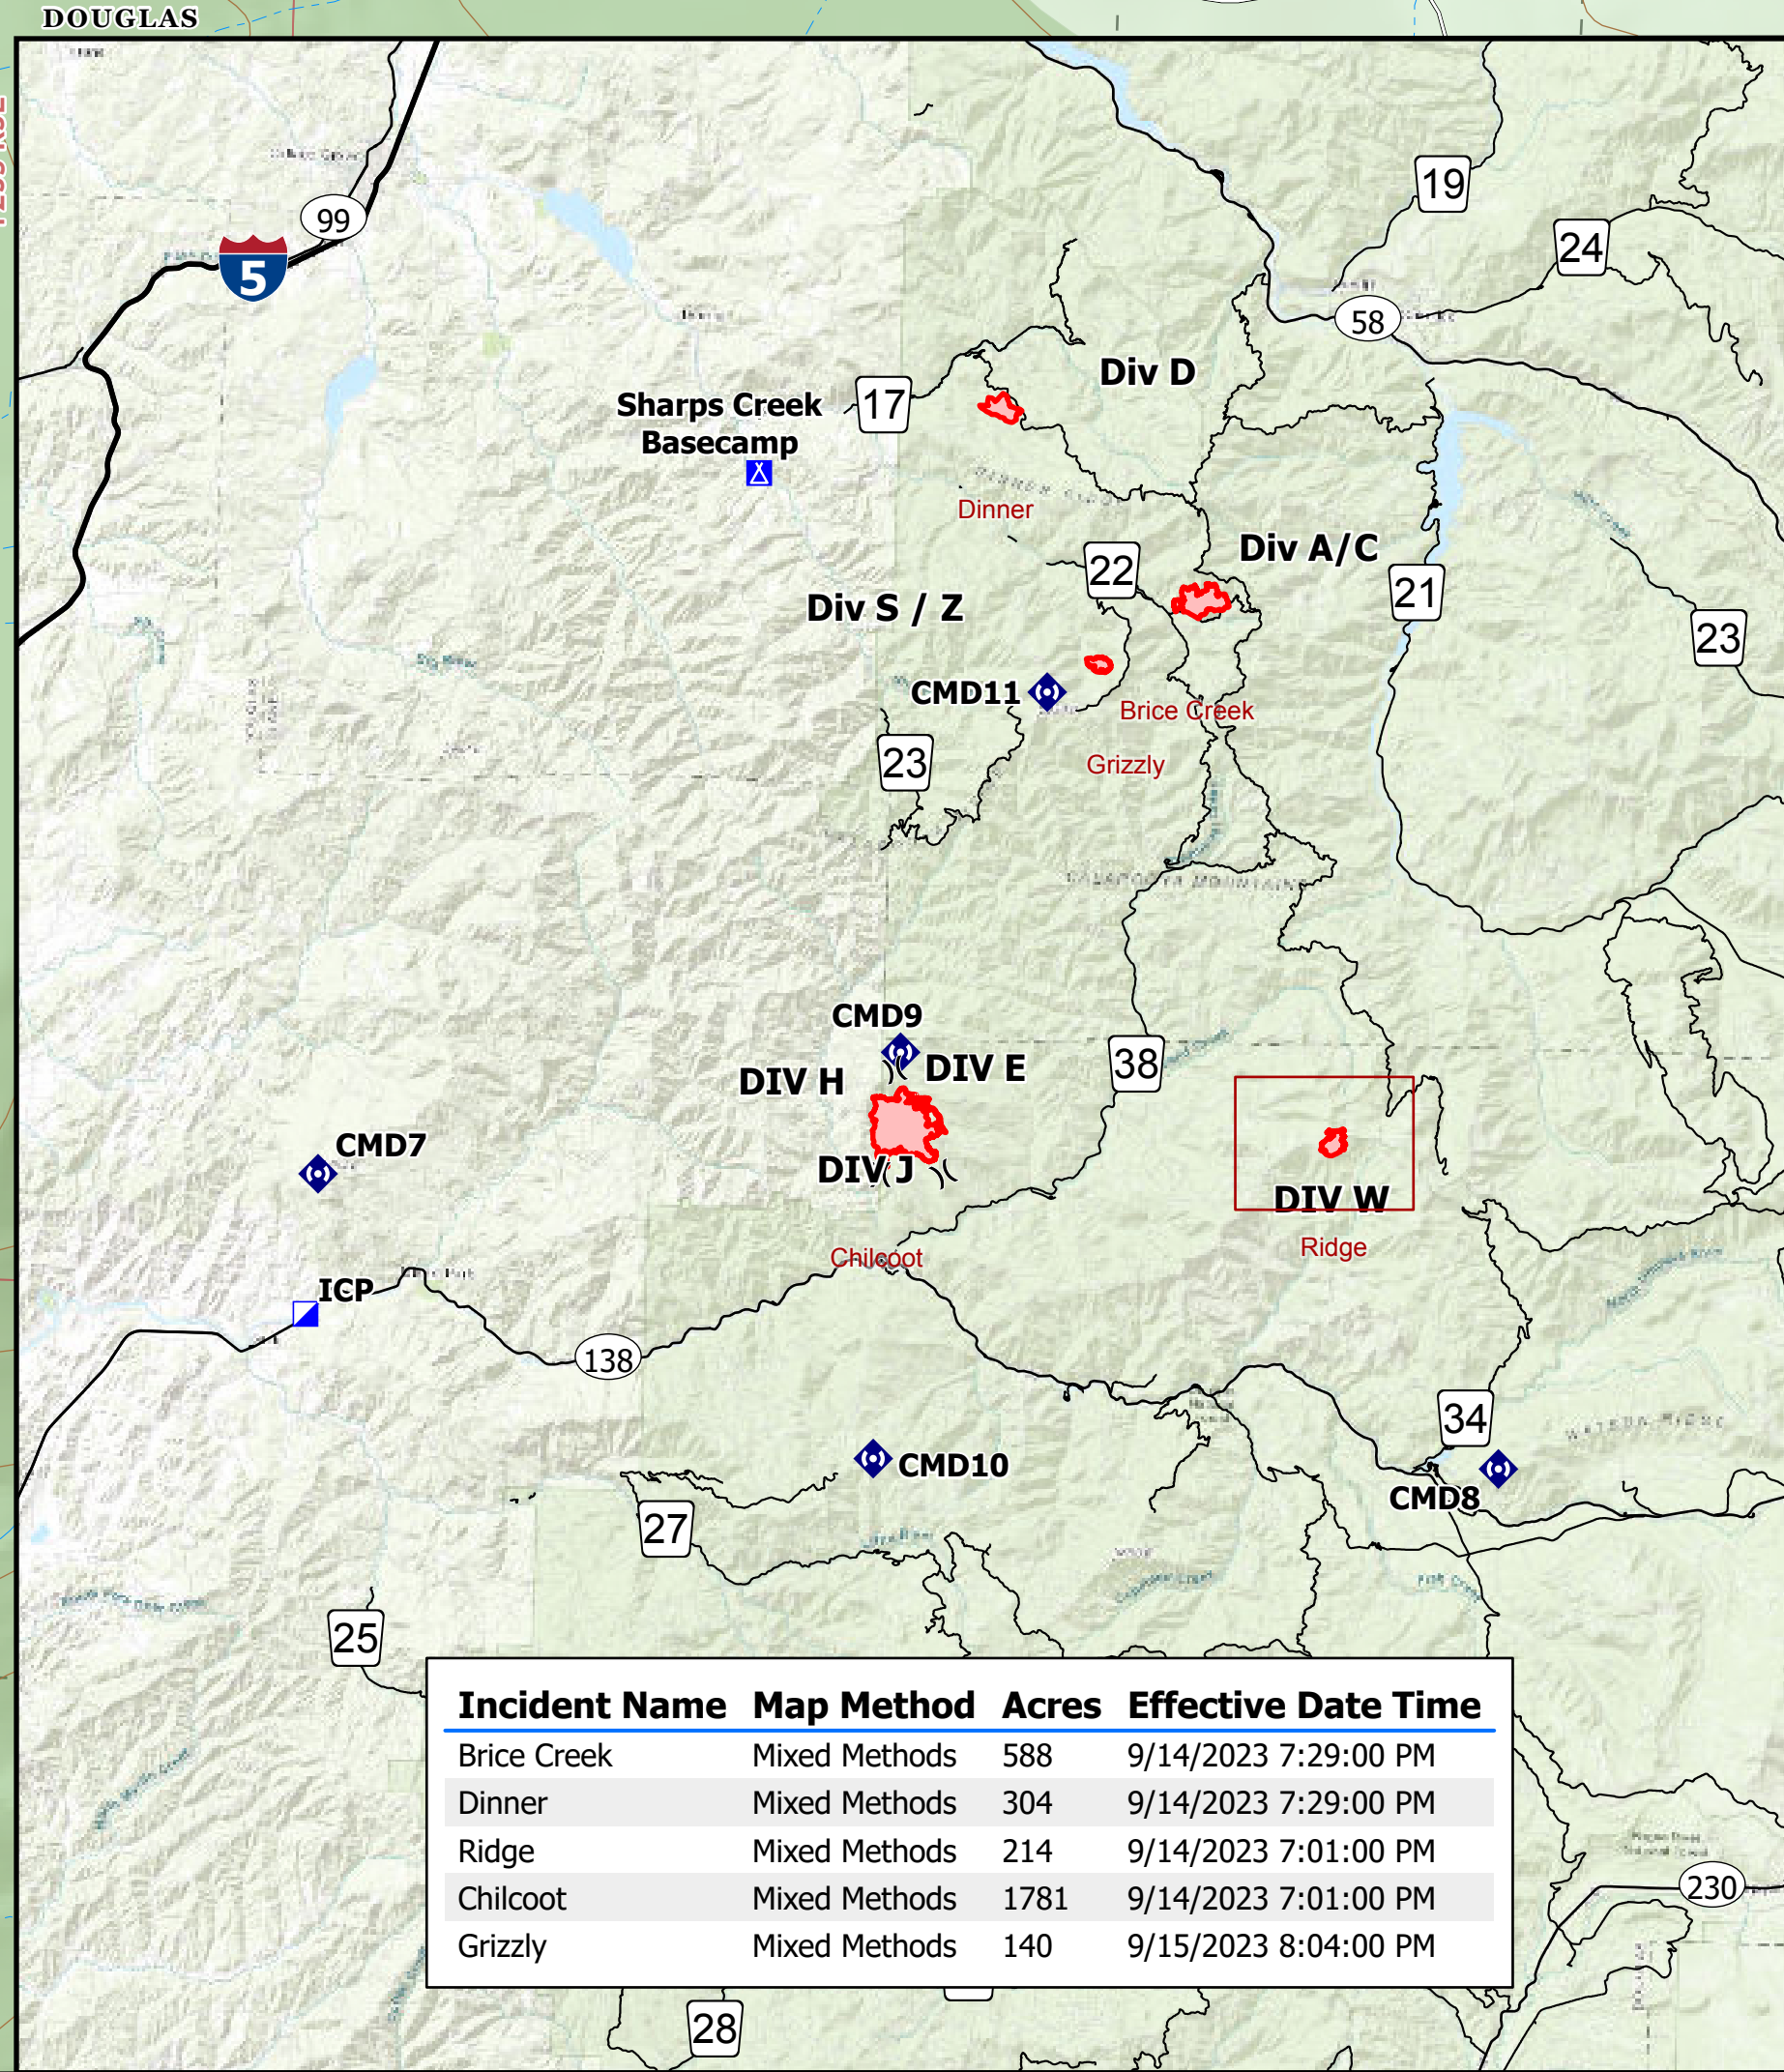 DOUGLAS
99
5
19
24
58
Div D
17
Sharps Creek
Basecamp
Dinner
Div A/C
22
21
Div S / Z
23
CMD11
Brice Creek
23
Grizzly
CALAPOOYA MOUNTAINS
CMD9
DIV E
38
DIV H
CMD7
DIV J
DIV W
Ridge
Chilcoot
ICP
138
34
WATSON RIDGE
CMD10
CMD8
27
25
Incident Name Map Method Acres Effective Date Time
Brice Creek Mixed Methods 588 9/14/2023 7:29:00 PM
Dinner Mixed Methods 304 9/14/2023 7:29:00 PM
Ridge Mixed Methods 214 9/14/2023 7:01:00 PM
Chilcoot Mixed Methods 1781 9/14/2023 7:01:00 PM
Grizzly Mixed Methods 140 9/15/2023 8:04:00 PM
230
28